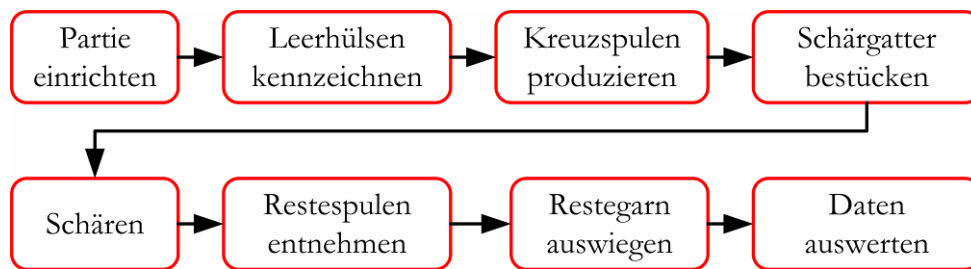 Partie
einrichten
Leerhülsen
kennzeichnen
Kreuzspulen
produzieren
Schärgatter
bestücken
Schären
Restespulen
entnehmen
Restegarn
auswiegen
Daten
auswerten